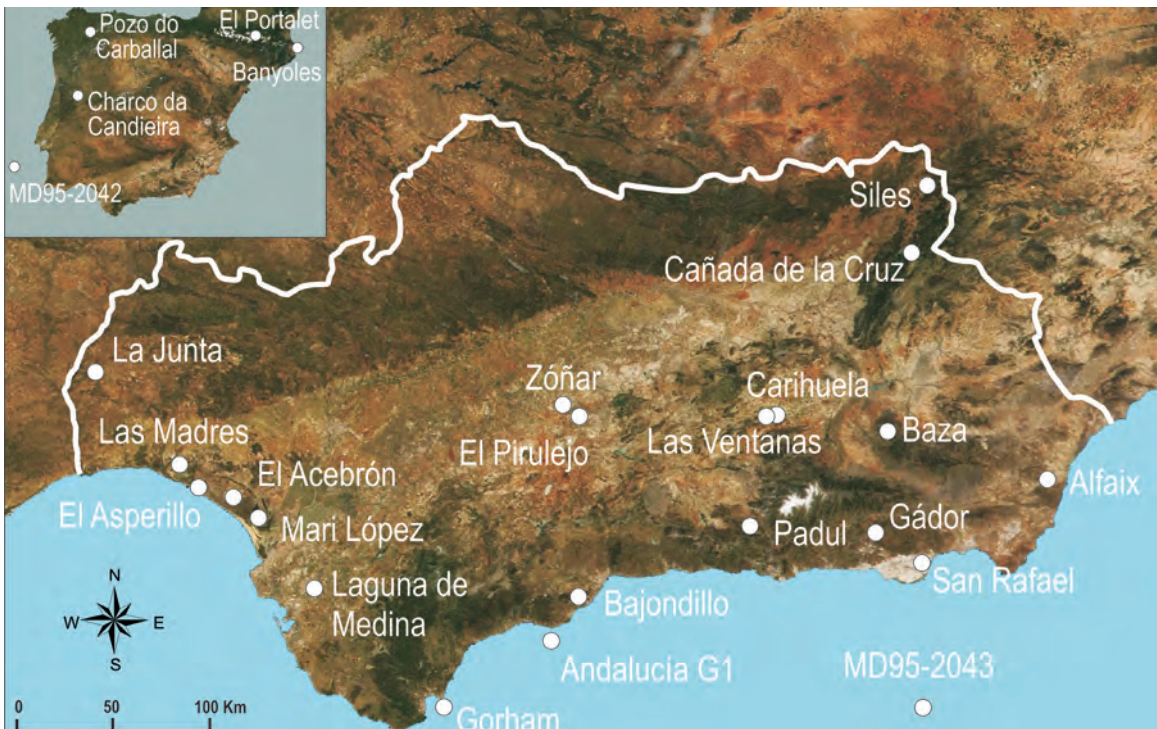 Pozo do
Carballal
El Portalet
Banyoles
Charco da
Candieira
MD95-2042
Siles
Cañada de la Cruz
La Junta
Zóñar
Carihuela
Las Madres
El Pirulejo
Las Ventanas
Baza
El Acebrón
Alfaix
El Asperillo
Mari López
Padul
Gádor
San Rafael
N
W
E
S
Laguna de
Medina
Bajondillo
Andalucia G1
MD95-2043
0 50 100 Km
Gorham